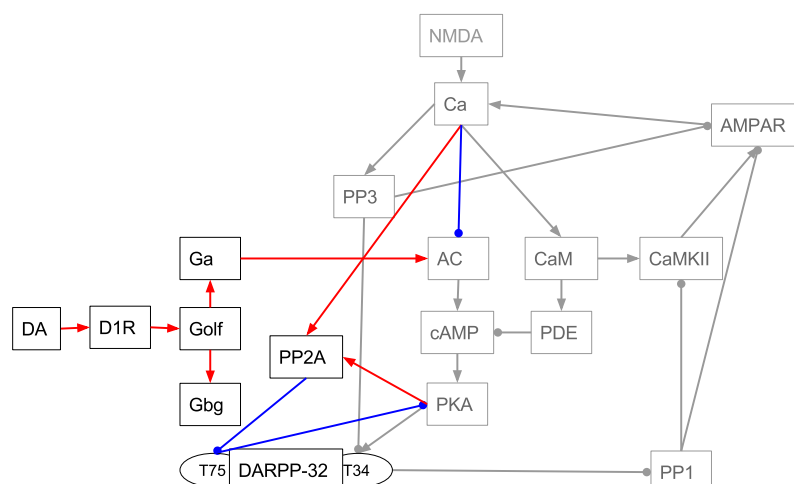 NMDA
Ca
AMPAR
PP3
Ga
AC
CaM
CaMKII
DA
D1R
Golf
cAMP
PDE
PP2A
Gbg
PKA
T75
DARPP-32
T34
PP1